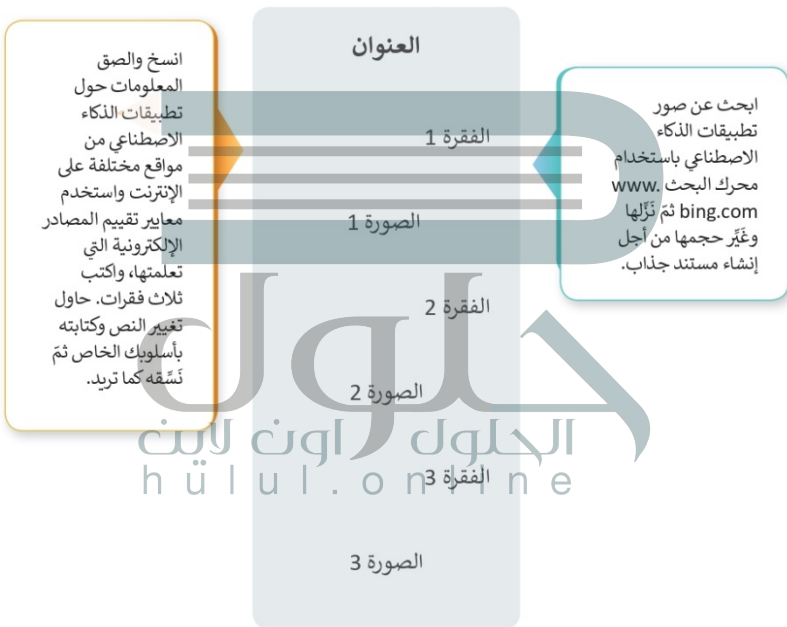 العنوان
الفقرة 1
الصورة 1
الفقرة 2
الصورة 2
الفقرة 3
الصورة 3
ابحث عن صور
تطبيقات الذكاء
الاصطناعي باستخدام
محرك البحث www.
bing.com ثمّ نَزِّلها
وغَيِّر حجمها من أجل
إنشاء مستند جذاب.
انسخ والصق
المعلومات حول
تطبيقات الذكاء
الاصطناعي من
مواقع مختلفة على
الإنترنت واستخدم
معايير تقييم المصادر
الإلكترونية التي
تعلمتها، واكتب
ثلاث فقرات. حاول
تغيير النص وكتابته
بأسلوبك الخاص ثمّ
نَسِّقه كما تريد.
حلول
الحلول اون لاين
hulul.online